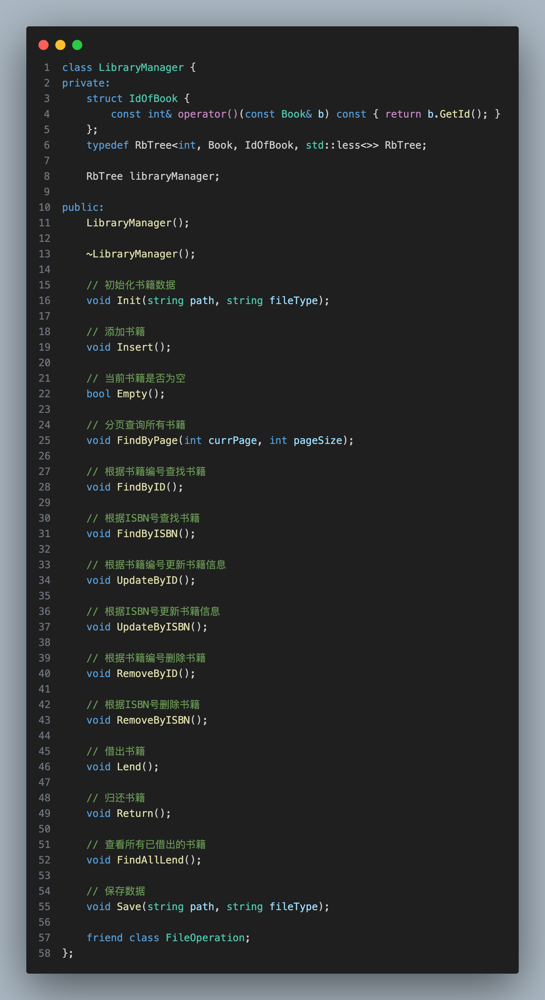 1 class LibraryManager {
2 private:
3     struct IdOfBook {
4         const int& operator()(const Book& b) const { return b.GetId(); }
5     };
6     typedef RbTree<int, Book, IdOfBook, std::less<>> RbTree;
7
8     RbTree libraryManager;
9
10 public:
11     LibraryManager();
12
13     ~LibraryManager();
14
15     // 初始化书籍数据
16     void Init(string path, string fileType);
17
18     // 添加书籍
19     void Insert();
20
21     // 当前书籍是否为空
22     bool Empty();
23
24     // 分页查询所有书籍
25     void FindByPage(int currPage, int pageSize);
26
27     // 根据书籍编号查找书籍
28     void FindByID();
29
30     // 根据ISBN号查找书籍
31     void FindByISBN();
32
33     // 根据书籍编号更新书籍信息
34     void UpdateByID();
35
36     // 根据ISBN号更新书籍信息
37     void UpdateByISBN();
38
39     // 根据书籍编号删除书籍
40     void RemoveByID();
41
42     // 根据ISBN号删除书籍
43     void RemoveByISBN();
44
45     // 借出书籍
46     void Lend();
47
48     // 归还书籍
49     void Return();
50
51     // 查看所有已借出的书籍
52     void FindAllLend();
53
54     // 保存数据
55     void Save(string path, string fileType);
56
57     friend class FileOperation;
58 };